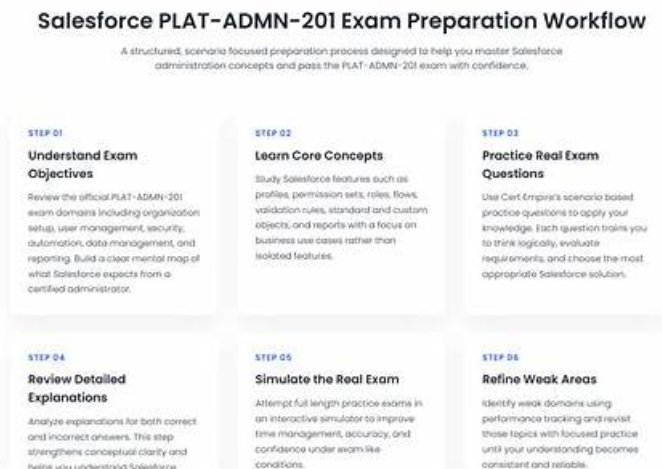 Salesforce PLAT-ADMN-201 Exam Preparation Workflow
A structured, scenario focused preparation process designed to help you master Salesforce
administration concepts and pass the PLAT-ADMN-201 exam with confidence.
STEP 01
Understand Exam
Objectives
Review the official PLAT-ADMN-201
exam domains including organization
setup, user management, security,
automation, data management, and
reporting. Build a clear mental map of
what Salesforce expects from a
certified administrator.
STEP 02
Learn Core Concepts
Study Salesforce features such as
profiles, permission sets, roles, flows,
validation rules, standard and custom
objects, and reports with a focus on
business use cases rather than
isolated features.
STEP 03
Practice Real Exam
Questions
Use Cert Empire's scenario based
practice questions to apply your
knowledge. Each question trains you
to think logically, evaluate
requirements, and choose the most
appropriate Salesforce solution.
STEP 04
Review Detailed
Explanations
Analyze explanations for both correct
and incorrect answers. This step
strengthens conceptual clarity and
helps you understand Salesforce
STEP 05
Simulate the Real Exam
Attempt full length practice exams in
an interactive simulator to improve
time management, accuracy, and
confidence under exam like
conditions.
STEP 06
Refine Weak Areas
Identify weak domains using
performance tracking and revisit
those topics with focused practice
until your understanding becomes
consistent and reliable.